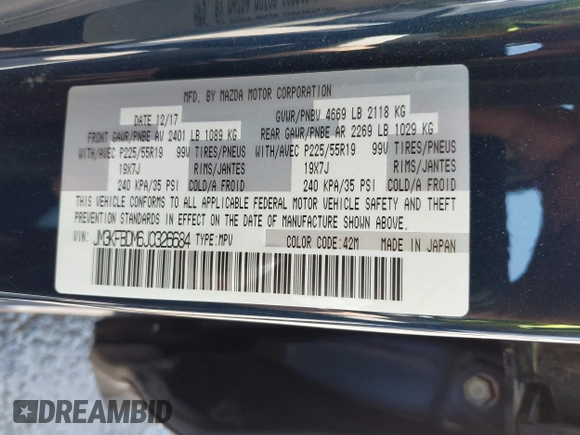 MFD. BY MAZDA MOTOR CORPORATION
DATE 12/17 GVWR/PNBV 4669 LB 2118 KG
FRONT GAWR/PNBE AV 2401 LB 1089 KG REAR GAWR/PNBE AR 2269 LB 1029 KG
WITH/AVEC P225/55R19 99V TIRES/PNEUS WITH/AVEC P225/55R19 99V TIRES/PNEUS
19X7J RIMS/JANTES 19X7J RIMS/JANTES
240 KPA/35 PSI COLD/A FROID 240 KPA/35 PSI COLD/A FROID
THIS VEHICLE CONFORMS TO ALL APPLICABLE FEDERAL MOTOR VEHICLE SAFETY AND THEFT
PREVENTION STANDARDS IN EFFECT ON THE DATE OF MANUFACTURE SHOWN ABOVE.
VIN: JM3KFBDM6J0326684 TYPE: MPV COLOR CODE: 42M MADE IN JAPAN
DREAMBID